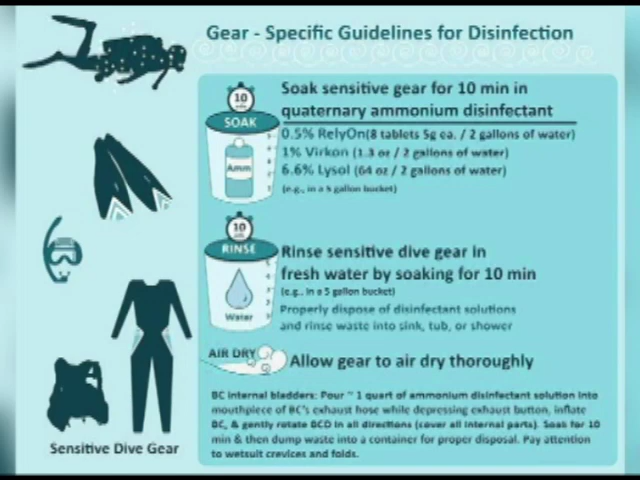 Gear - Specific Guidelines for Disinfection
Soak sensitive gear for 10 min in
quaternary ammonium disinfectant
10
SOAK
Amm
0.5% RelyOn(8 tablets 5g ea. / 2 gallons of water)
1% Virkon (1.3 oz / 2 gallons of water)
6.6% Lysol (64 oz / 2 gallons of water)
(e.g., in a 5 gallon bucket)
10
RINSE
Water
Rinse sensitive dive gear in
fresh water by soaking for 10 min
(e.g., in a 5 gallon bucket)
Properly dispose of disinfectant solutions
and rinse waste into sink, tub, or shower
AIR DRY
Allow gear to air dry thoroughly
BC internal bladders: Pour ~ 1 quart of ammonium disinfectant solution into
mouthpiece of BC's exhaust hose while depressing exhaust button, inflate
BC, & gently rotate BCD in all directions (cover all internal parts). Soak for 10
min & then dump waste into a container for proper disposal. Pay attention
to wetsuit crevices and folds.
Sensitive Dive Gear